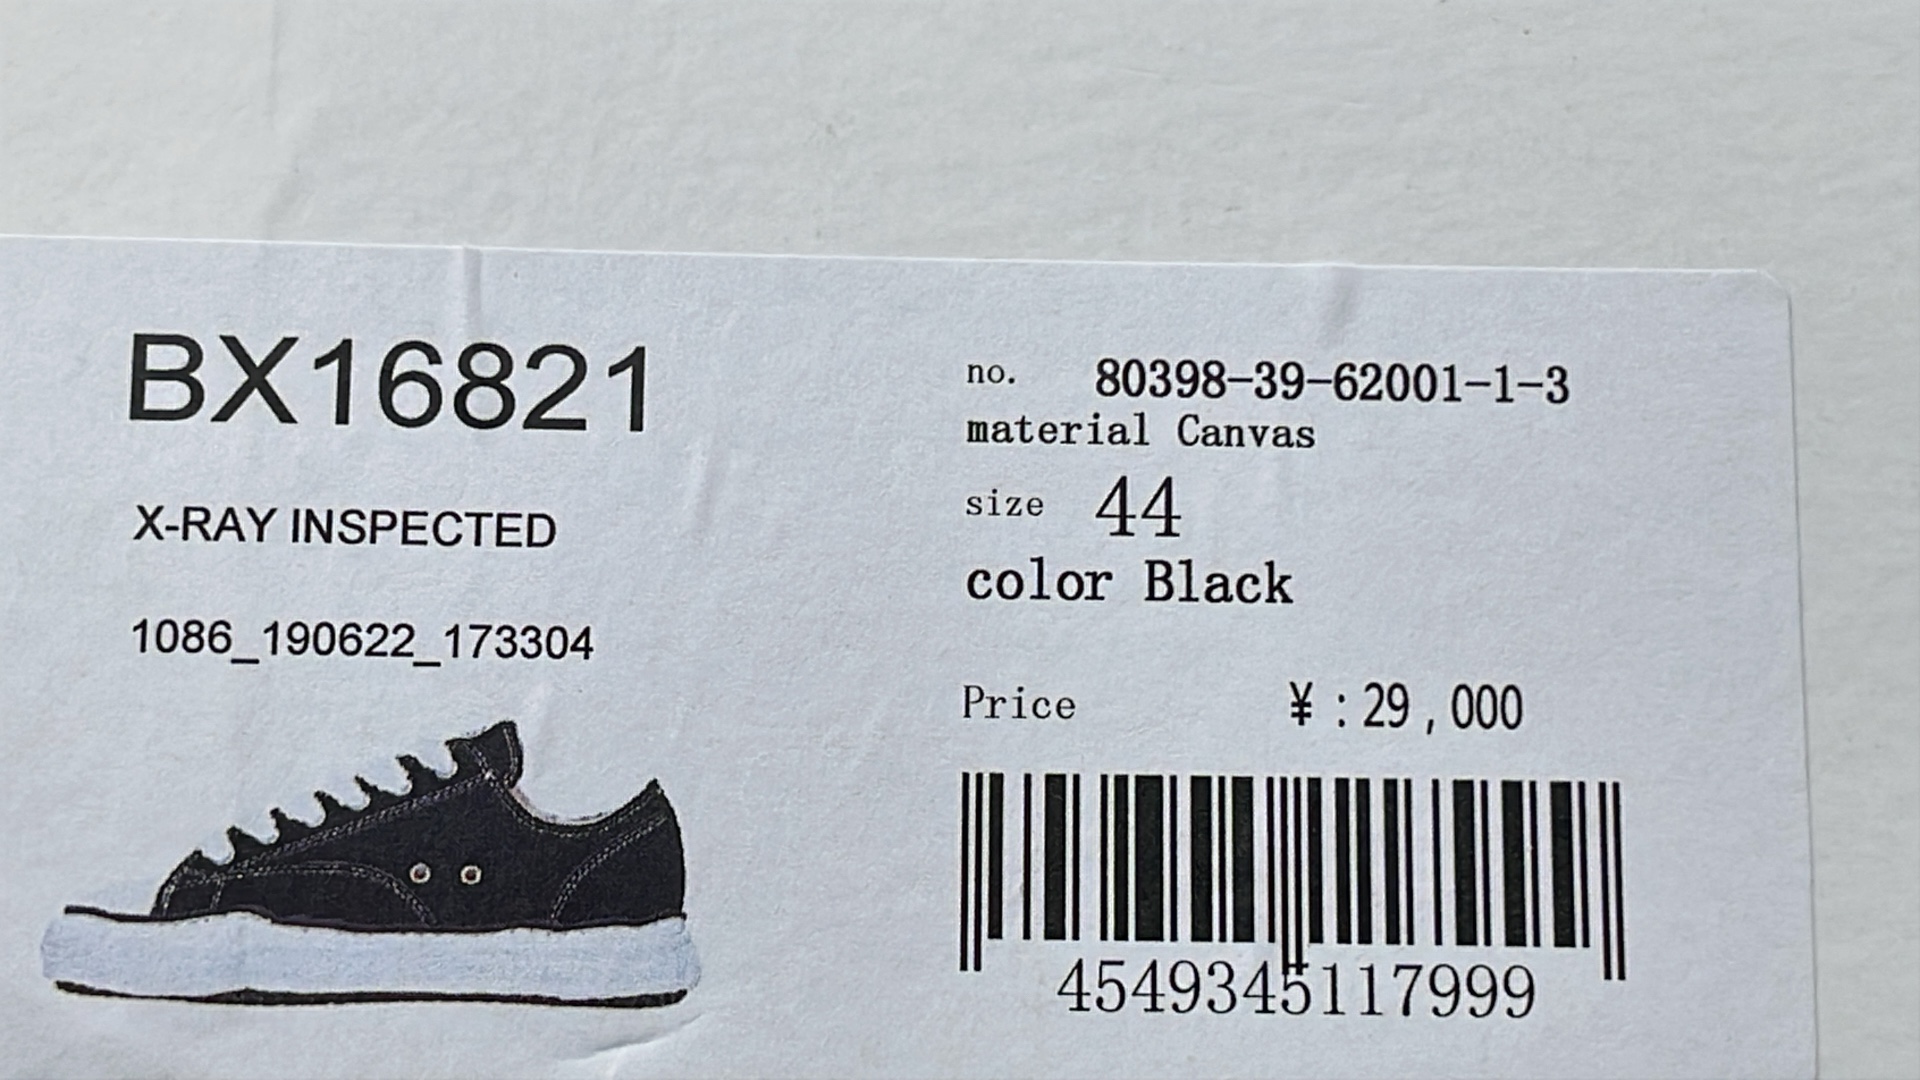 BX16821
X-RAY INSPECTED
1086_190622_173304
no. 80398-39-62001-1-3
material Canvas
size 44
color Black
Price ¥ : 29 , 000
4549345117999